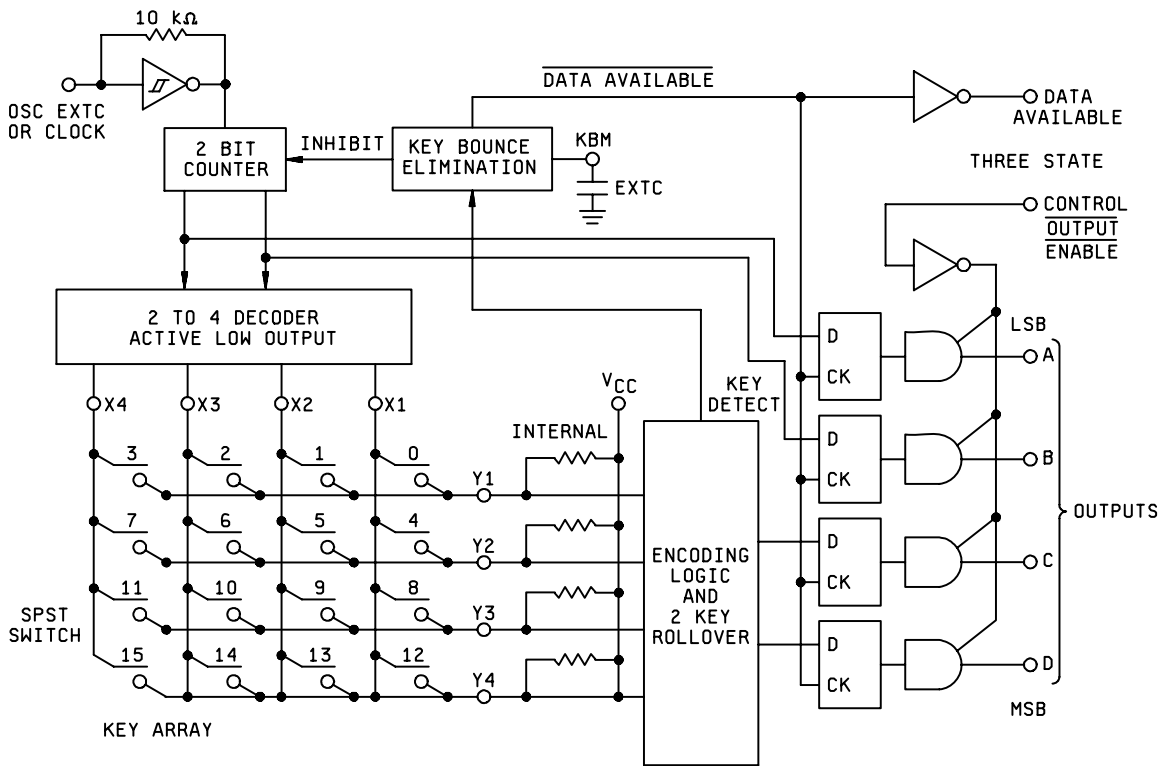 10 kΩ
OSC EXTC
OR CLOCK
2 BIT
COUNTER
INHIBIT
KEY BOUNCE
ELIMINATION
DATA AVAILABLE
KBM
EXTC
DATA
AVAILABLE
THREE STATE
CONTROL
OUTPUT
ENABLE
2 TO 4 DECODER
ACTIVE LOW OUTPUT
X4
X3
X2
X1
VCC
KEY
DETECT
INTERNAL
3
2
1
0
Y1
7
6
5
4
Y2
11
10
9
8
Y3
15
14
13
12
Y4
SPST
SWITCH
KEY ARRAY
ENCODING
LOGIC
AND
2 KEY
ROLLOVER
D
CK
D
CK
D
CK
D
CK
LSB
A
B
C
D
MSB
OUTPUTS